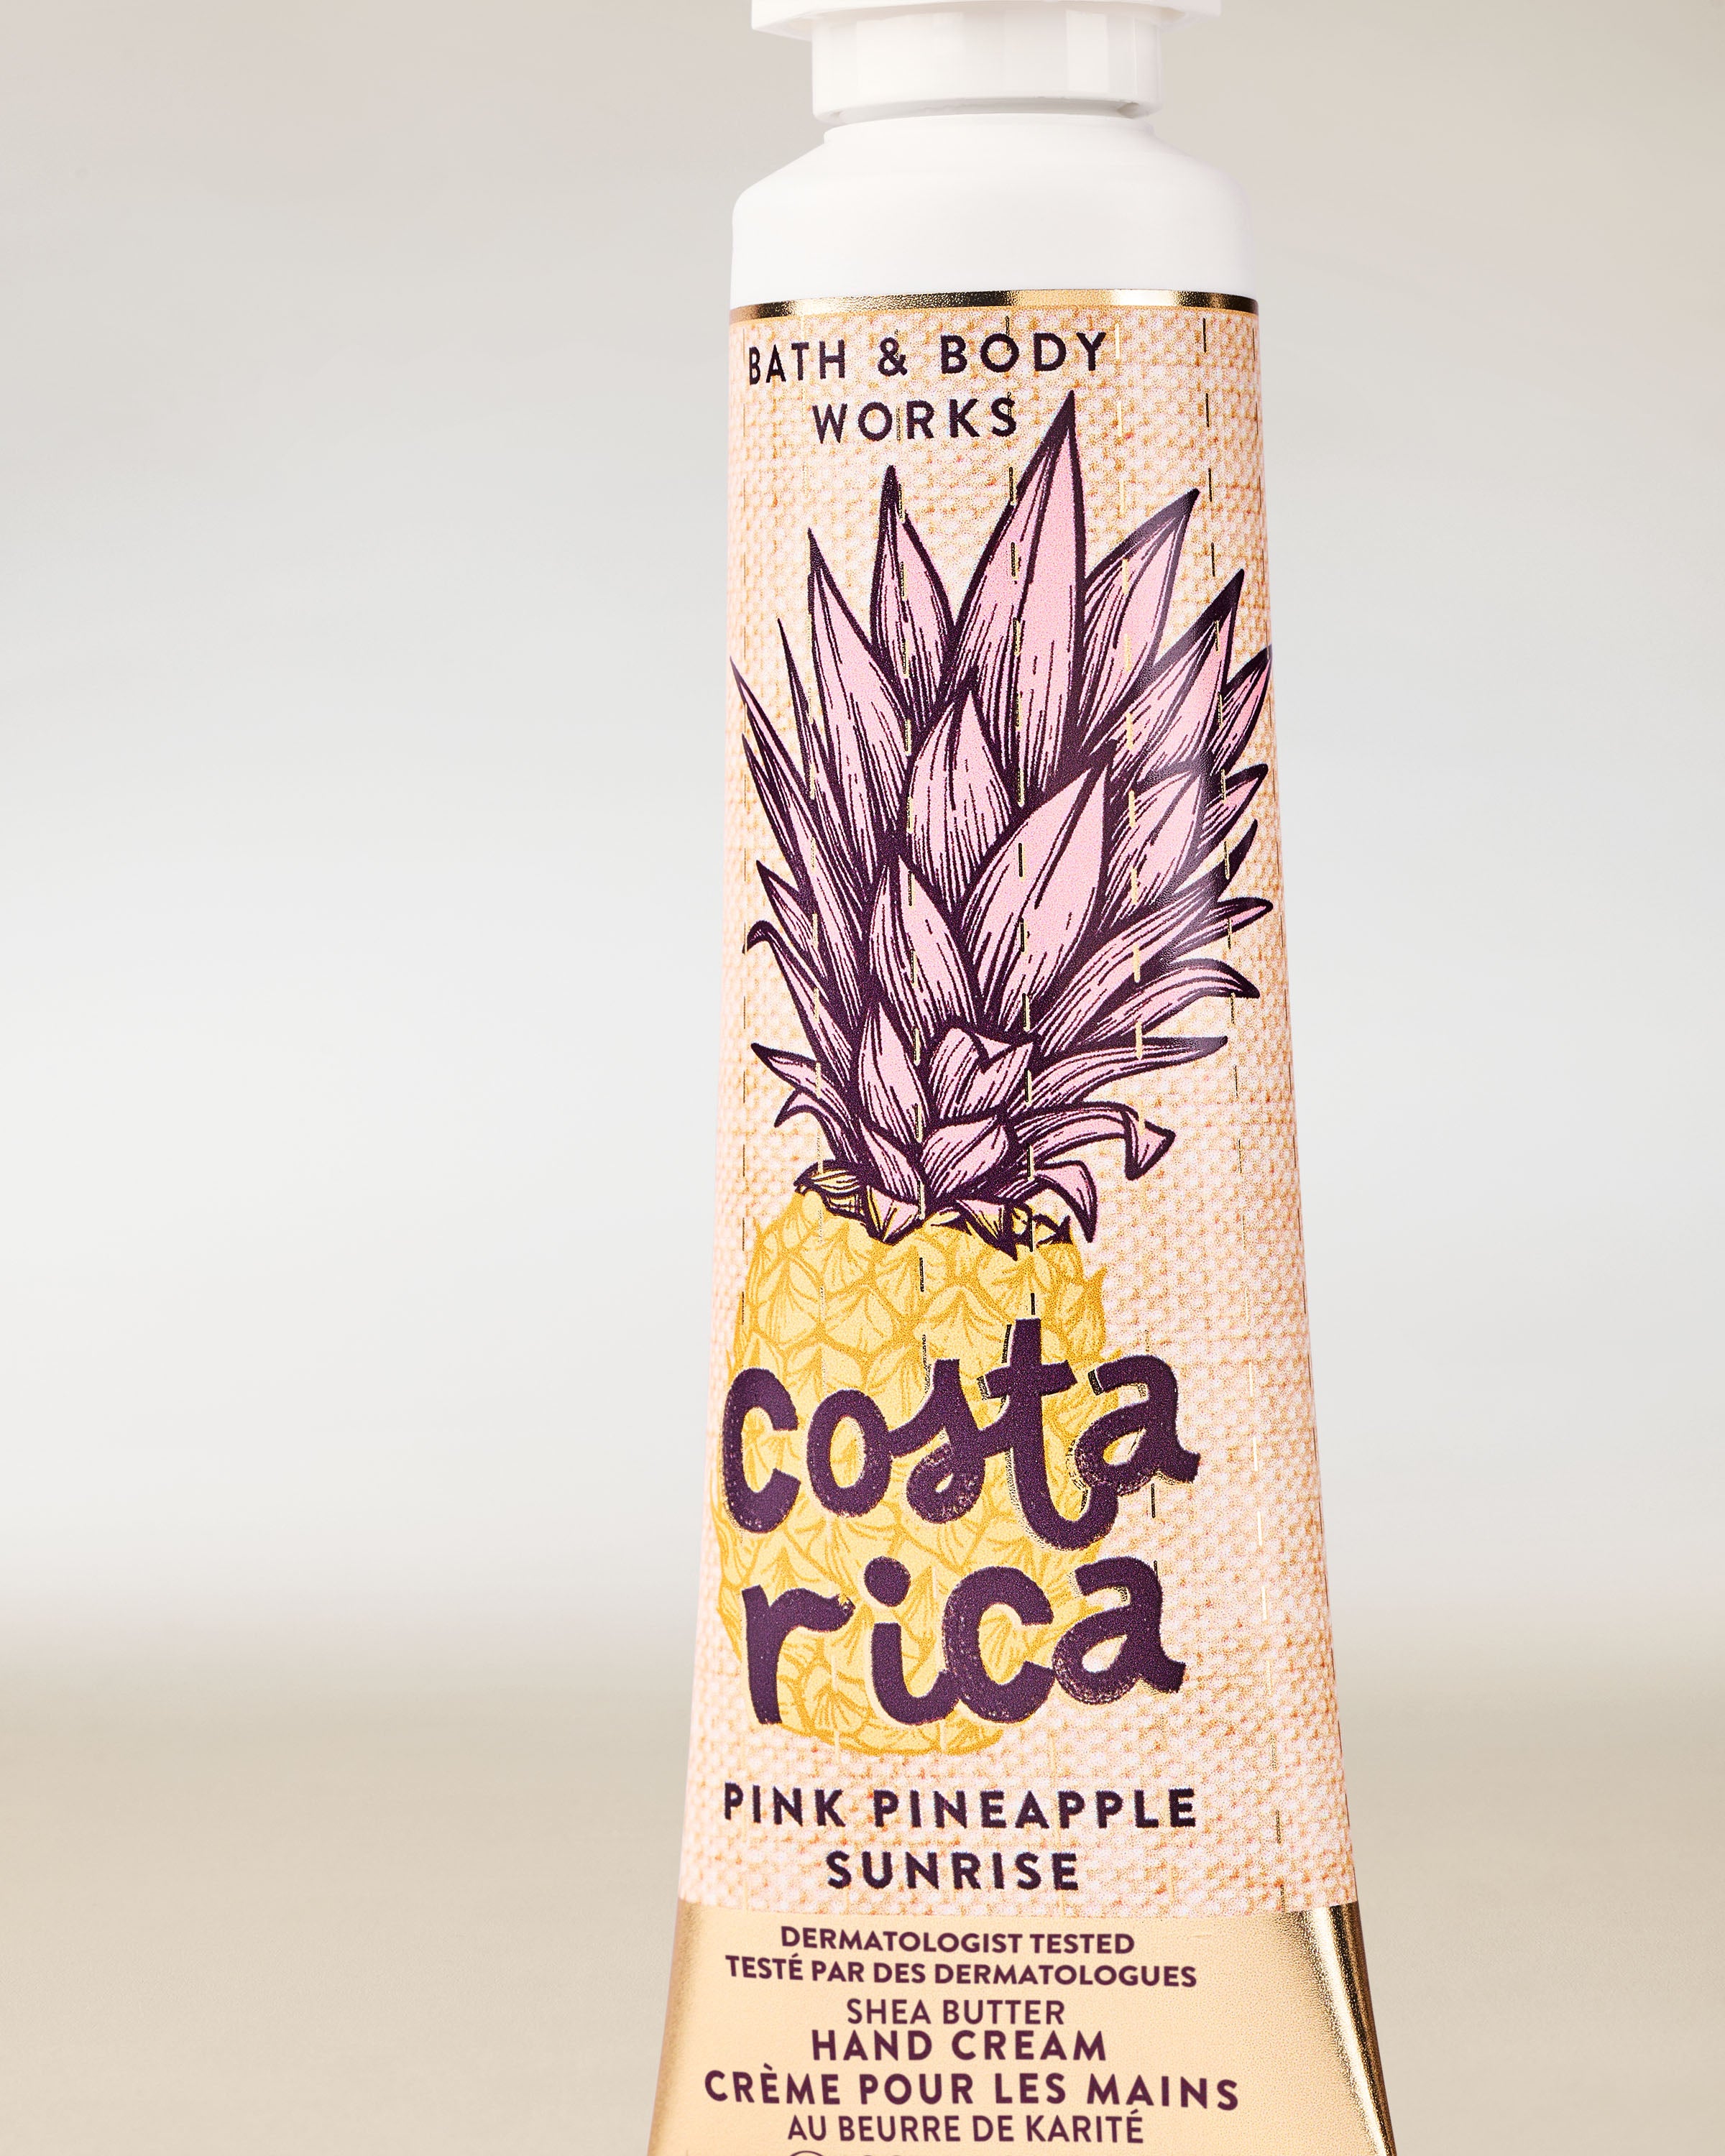 BATH & BODY
WORKS
costa
rica
PINK PINEAPPLE
SUNRISE
DERMATOLOGIST TESTED
TESTÉ PAR DES DERMATOLOGUES
SHEA BUTTER
HAND CREAM
CRÈME POUR LES MAINS
AU BEURRE DE KARITÉ